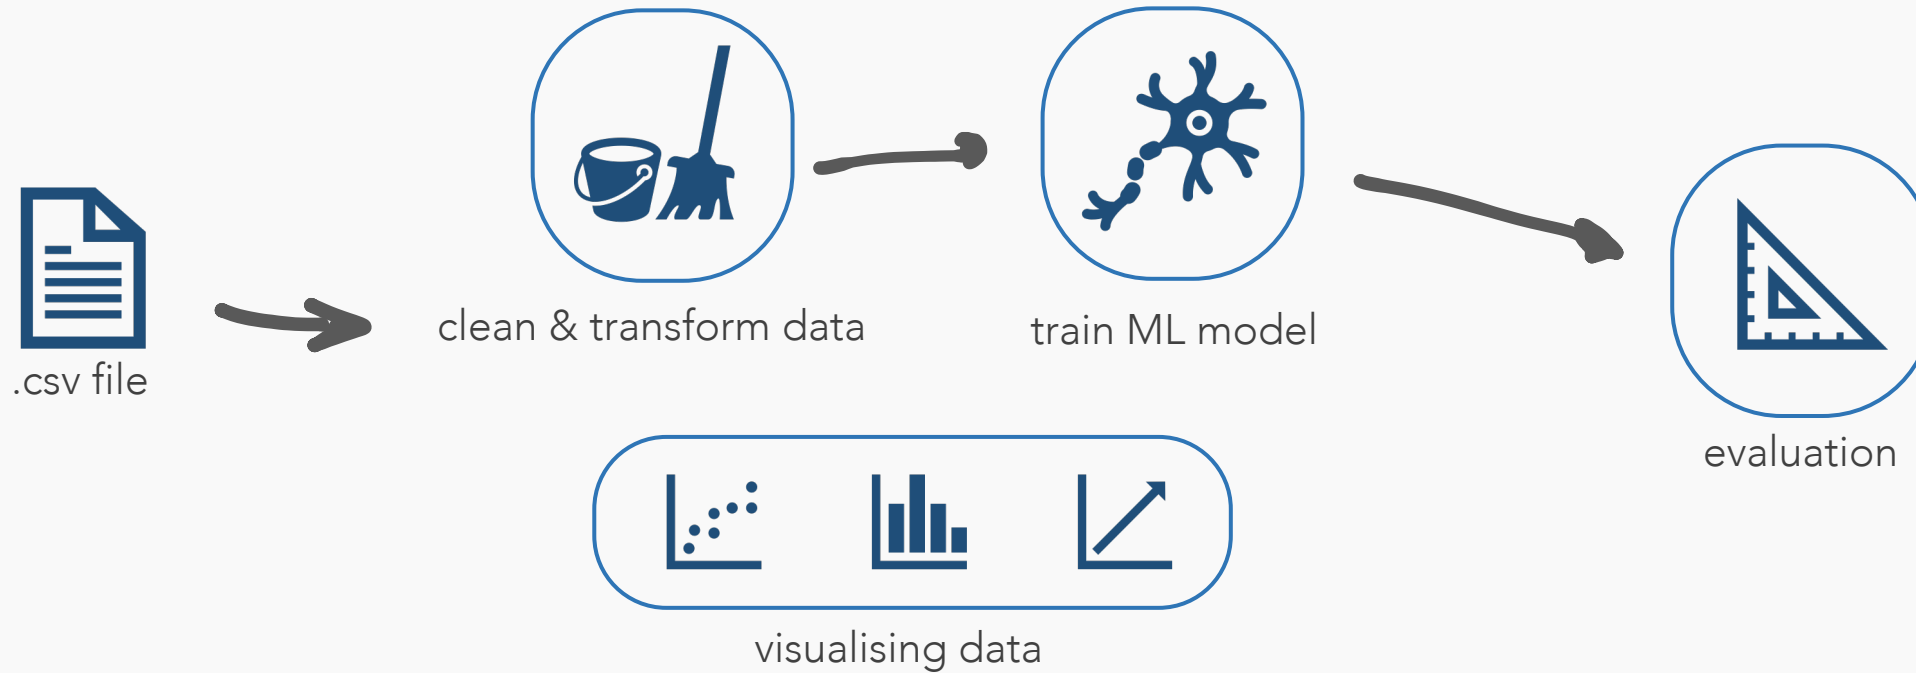 .csv file
clean & transform data
train ML model
evaluation
visualising data